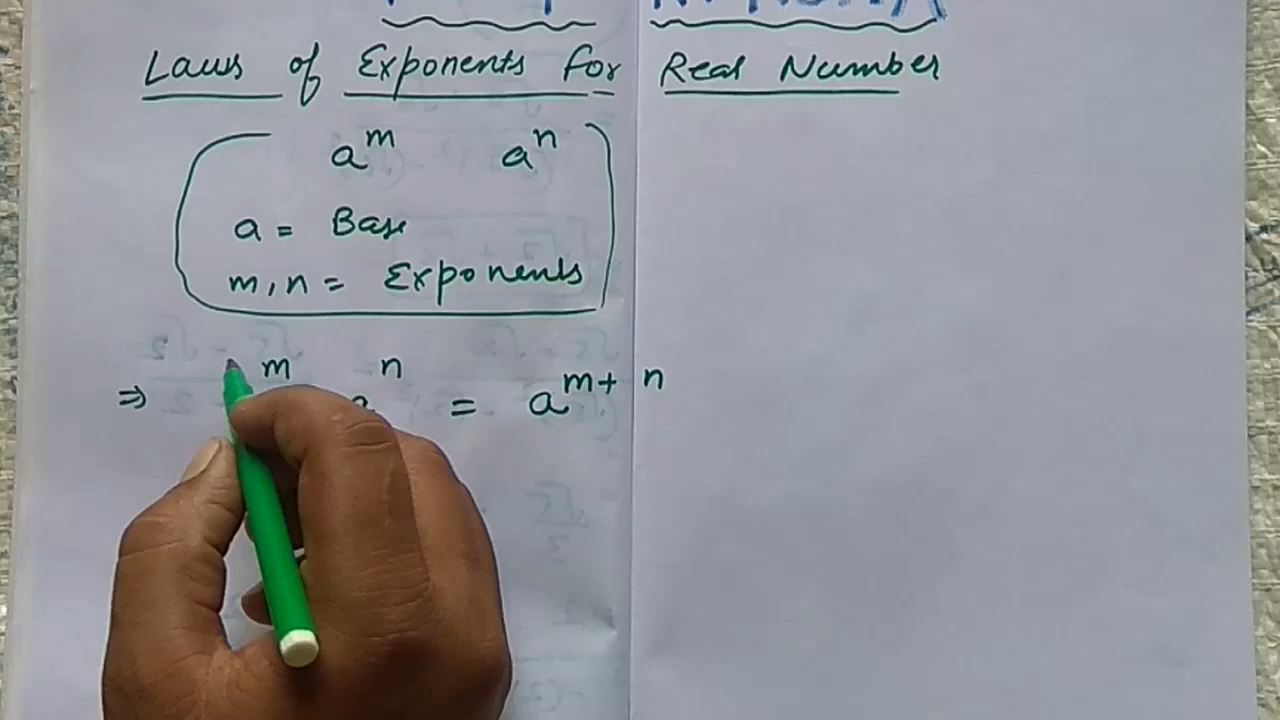 Laws of Exponents for Real Number
a^m a^n
a = Base
m, n = Exponents
⇒ m a^n = a^{m+n}